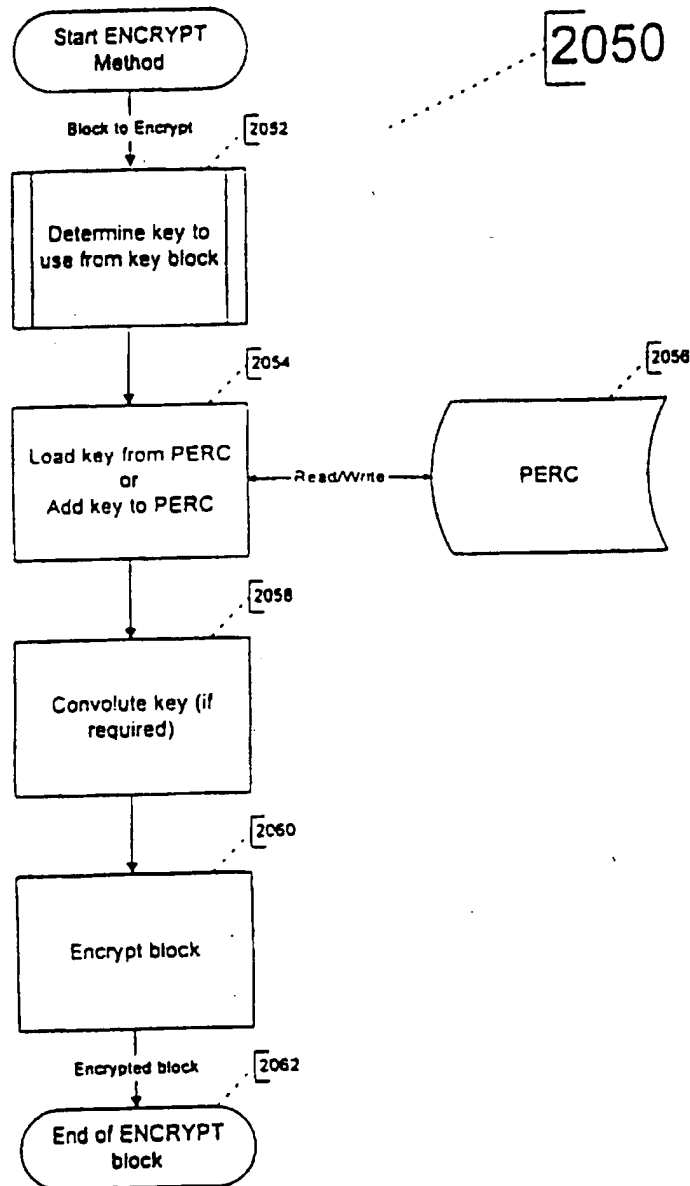 Start ENCRYPT
Method
2050
Block to Encrypt
2052
Determine key to
use from key block
2054
2056
Load key from PERC
or
Add key to PERC
Read/Write
PERC
2058
Convolute key (if
required)
2060
Encrypt block
Encrypted block
2062
End of ENCRYPT
block